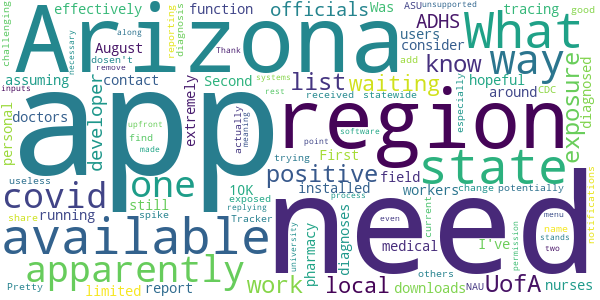 challenging effectively function officials Was tracing ASU unsupported good
Arizona What
August ADHS users consider way
assuming contact Second know hopeful CDC
personal doctors developer extremely list waiting around exposure diagnosed
along necessary dosen't remove Thank reporting diagnosis
systems add rest statewide received especially
app region state
inputs upfront find actually meaning First
useless made software point
covid one positive field workers change potentially
trying installed
running still 10K exposed replying process even current
available need
spike Tracker pharmacy diagnoses medical I've menu name stands two
share university permission notifications
apparently work local downloads others NAU
Pretty limited report UofA nurses